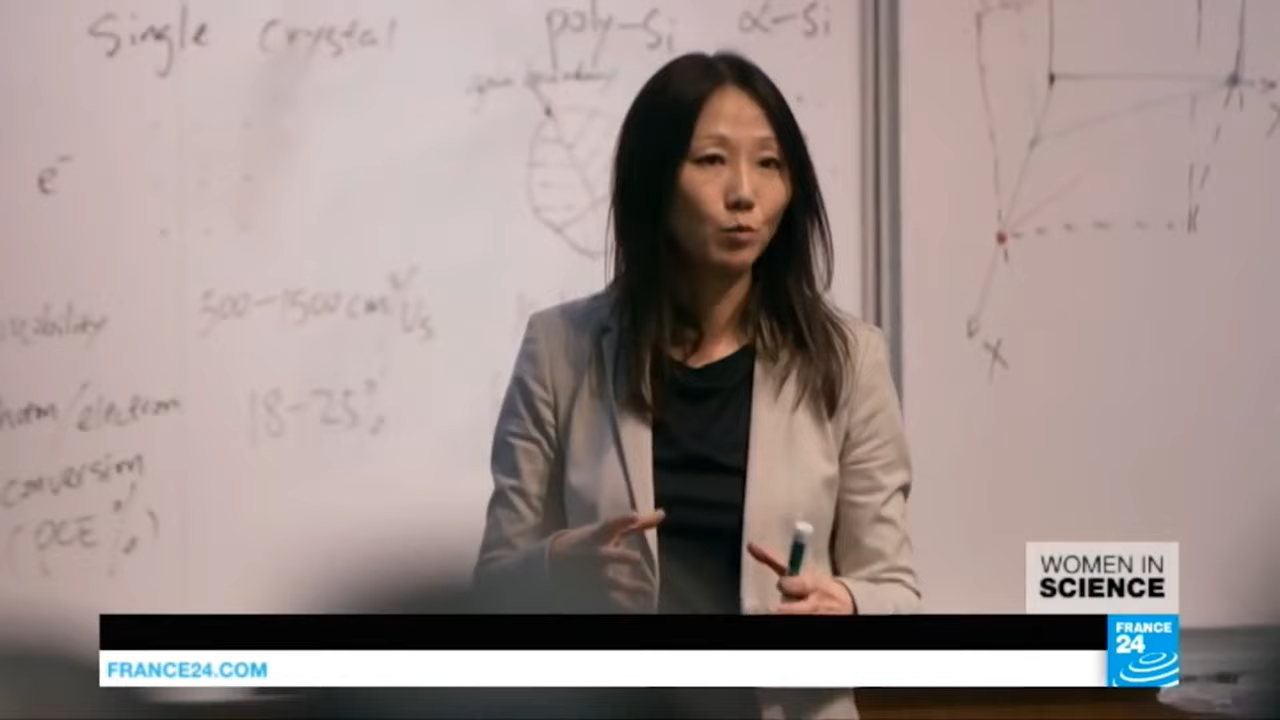 Single Crystal poly-Si α-Si
e⁻
500-1500 cm²/Vs
/electron 18-25%
conversion
(PCE %)
X
WOMEN IN
SCIENCE
FRANCE
24
FRANCE24.COM